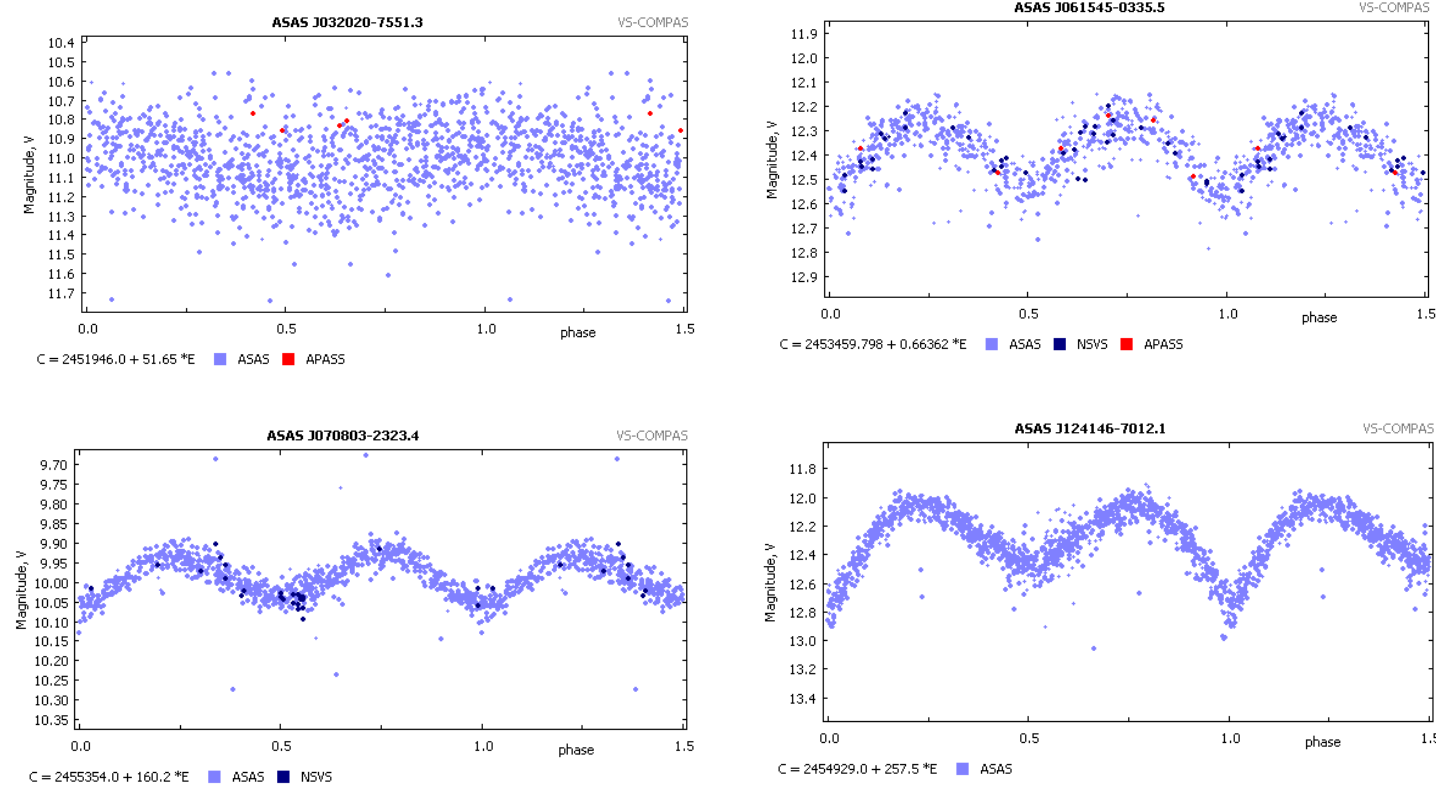 ASAS J032020-7551.3 VS-COMPAS
Magnitude, V
10.4
10.5
10.6
10.7
10.8
10.9
11.0
11.1
11.2
11.3
11.4
11.5
11.6
11.7
0.0 0.5 1.0 1.5
phase
C = 2451946.0 + 51.65 *E ASAS APASS
ASAS J061545-0335.5 VS-COMPAS
Magnitude, V
11.9
12.0
12.1
12.2
12.3
12.4
12.5
12.6
12.7
12.8
12.9
0.0 0.5 1.0 1.5
phase
C = 2453459.798 + 0.66362 *E ASAS NSVS APASS
ASAS J070803-2323.4 VS-COMPAS
Magnitude, V
9.70
9.75
9.80
9.85
9.90
9.95
10.00
10.05
10.10
10.15
10.20
10.25
10.30
10.35
0.0 0.5 1.0 1.5
phase
C = 2455354.0 + 160.2 *E ASAS NSVS
ASAS J124146-7012.1 VS-COMPAS
Magnitude, V
11.8
12.0
12.2
12.4
12.6
12.8
13.0
13.2
13.4
0.0 0.5 1.0 1.5
phase
C = 2454929.0 + 257.5 *E ASAS